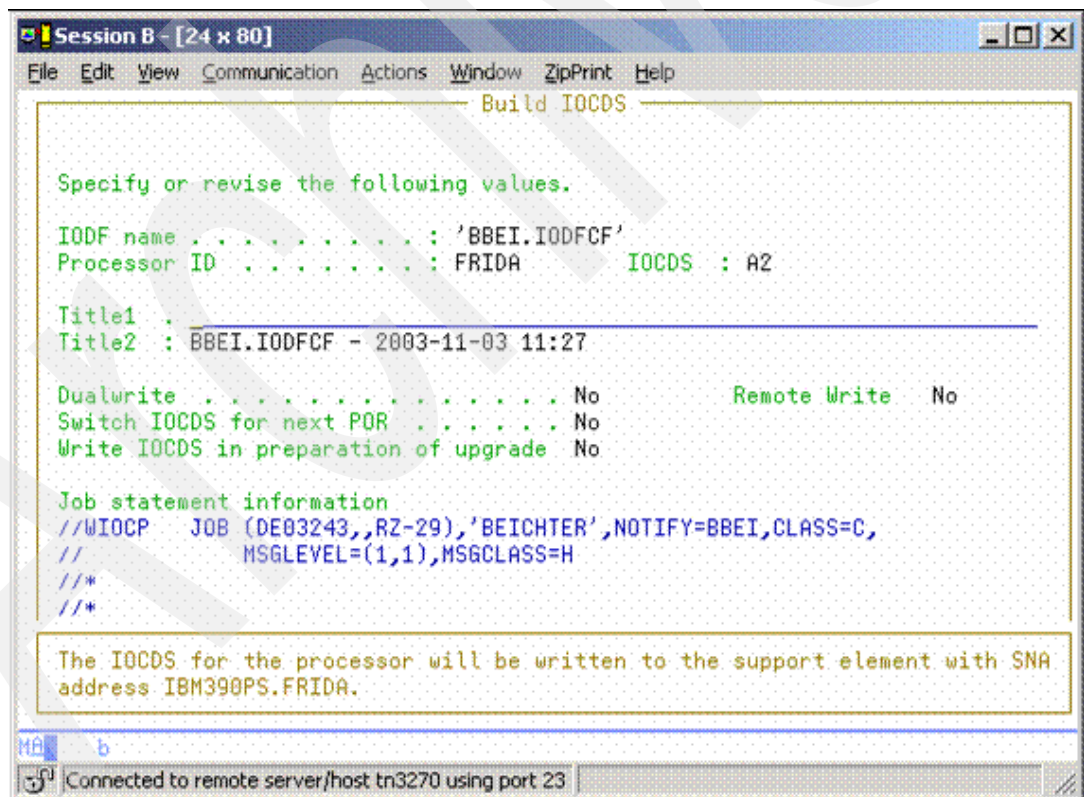 Session B - [24 x 80]
File Edit View Communication Actions Window ZipPrint Help
Build IOCDS
Specify or revise the following values.
IODF name . . . . . . . . . : 'BBEI.IODFCF'
Processor ID . . . . . . . : FRIDA IOCDS : A2
Title1 . _
Title2 : BBEI.IODFCF - 2003-11-03 11:27
Dualwrite . . . . . . . . . . . . . . No Remote Write No
Switch IOCDS for next POR . . . . . . No
Write IOCDS in preparation of upgrade No
Job statement information
//WIOCP JOB (DE03243,,RZ-29),'BEICHTER',NOTIFY=BBEI,CLASS=C,
// MSGLEVEL=(1,1),MSGCLASS=H
//*
//*
The IOCDS for the processor will be written to the support element with SNA
address IBM390PS.FRIDA.
MA b
Connected to remote server/host tn3270 using port 23